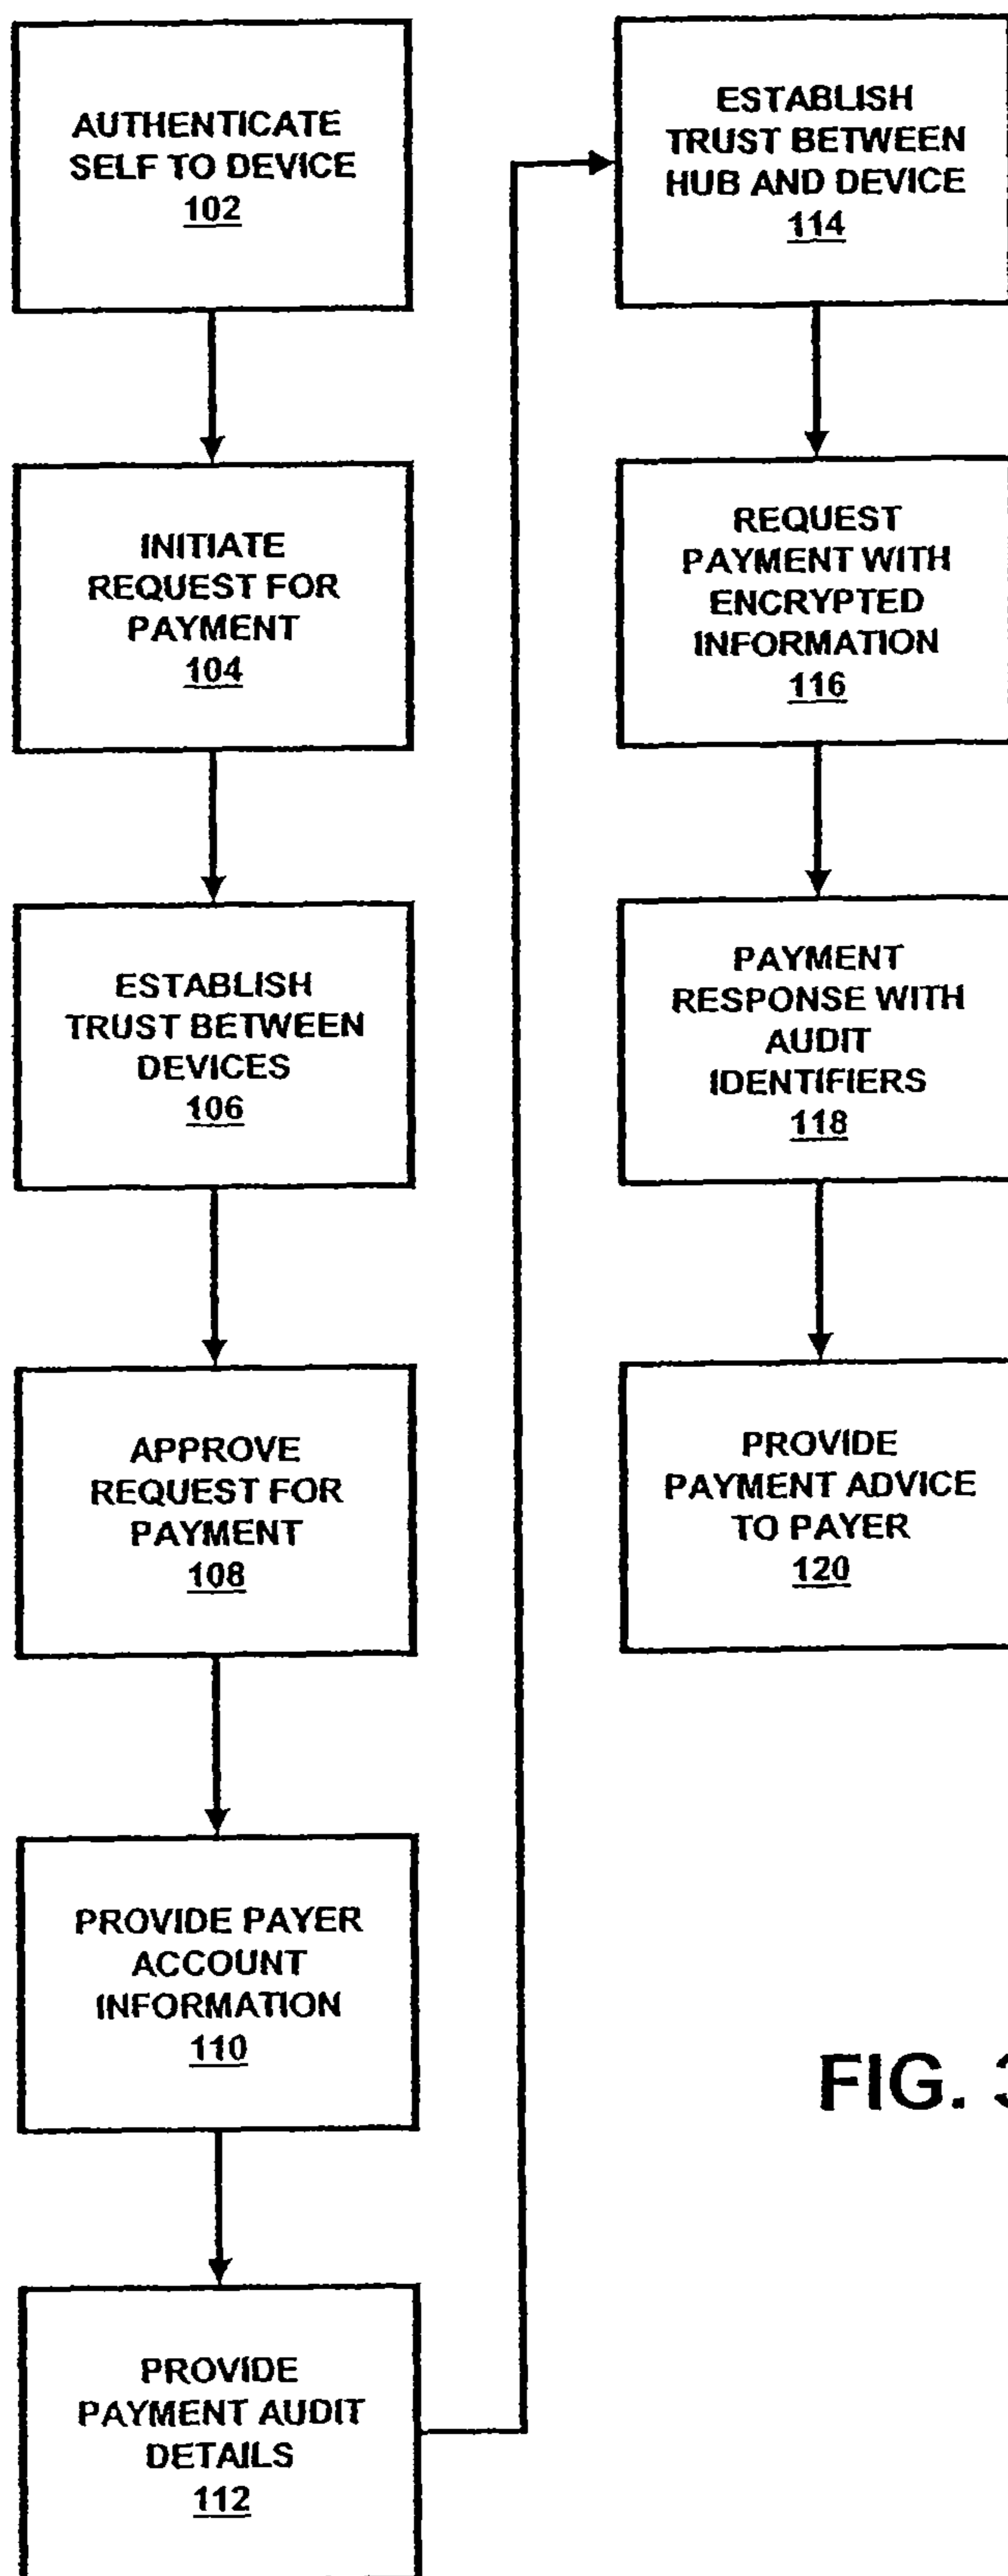 AUTHENTICATE
SELF TO DEVICE
102
INITIATE
REQUEST FOR
PAYMENT
104
ESTABLISH
TRUST BETWEEN
DEVICES
106
APPROVE
REQUEST FOR
PAYMENT
108
PROVIDE PAYER
ACCOUNT
INFORMATION
110
PROVIDE
PAYMENT AUDIT
DETAILS
112
ESTABLISH
TRUST BETWEEN
HUB AND DEVICE
114
REQUEST
PAYMENT WITH
ENCRYPTED
INFORMATION
116
PAYMENT
RESPONSE WITH
AUDIT
IDENTIFIERS
118
PROVIDE
PAYMENT ADVICE
TO PAYER
120
FIG. 3